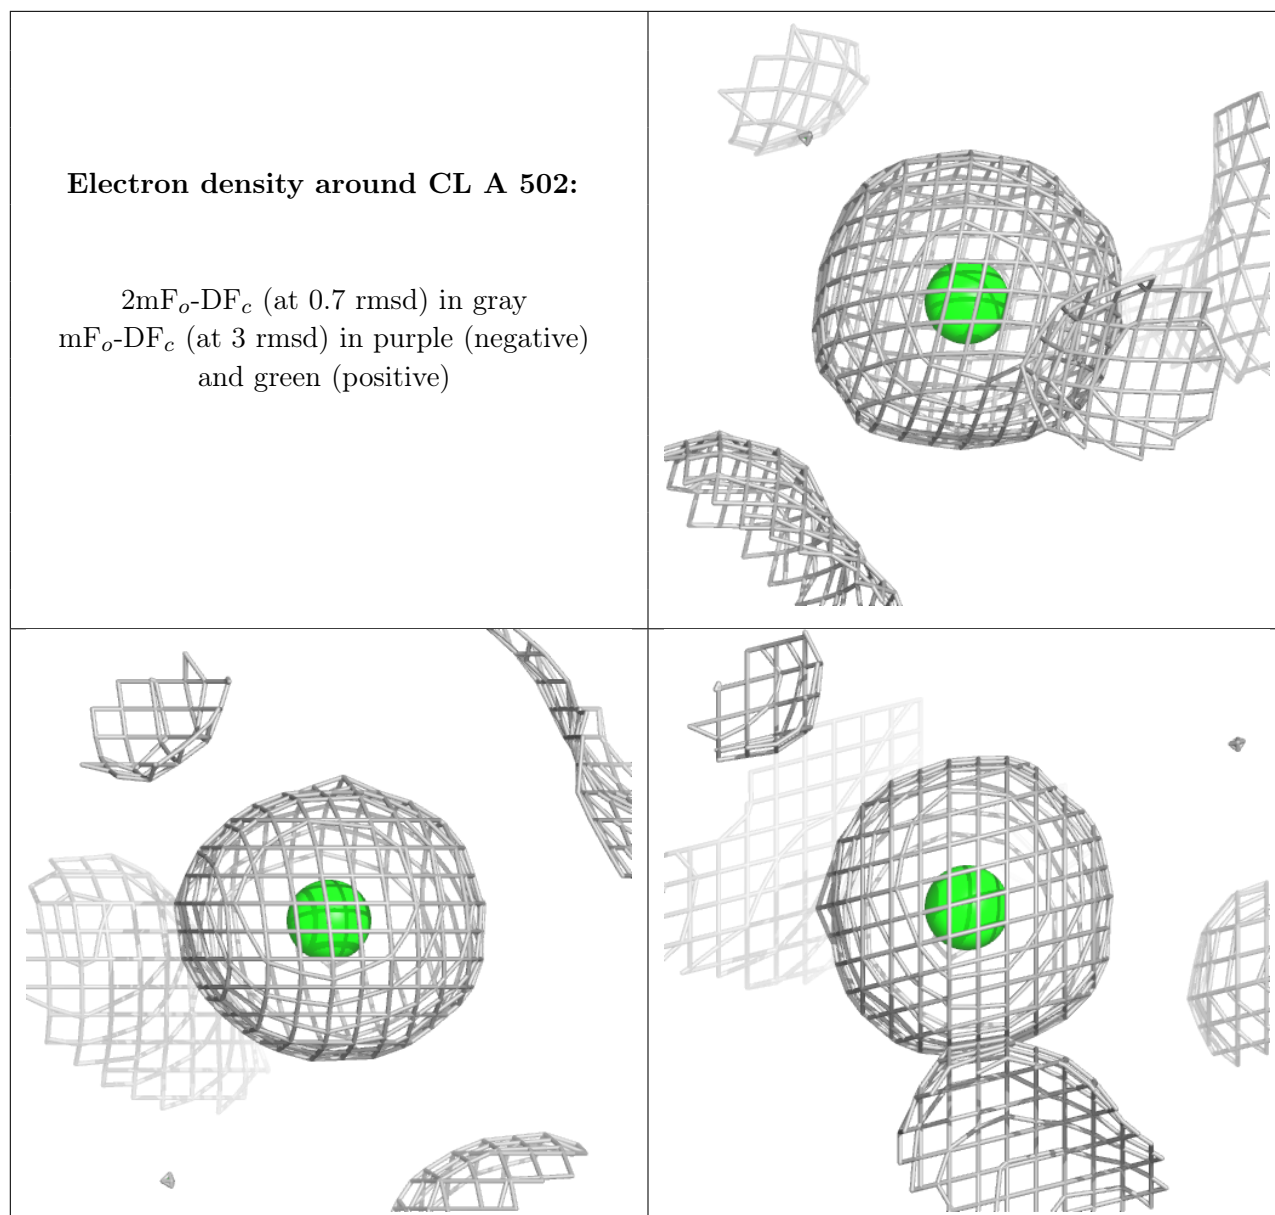 Electron density around CL A 502:
2mFo-DFc (at 0.7 rmsd) in gray
mFo-DFc (at 3 rmsd) in purple (negative)
and green (positive)